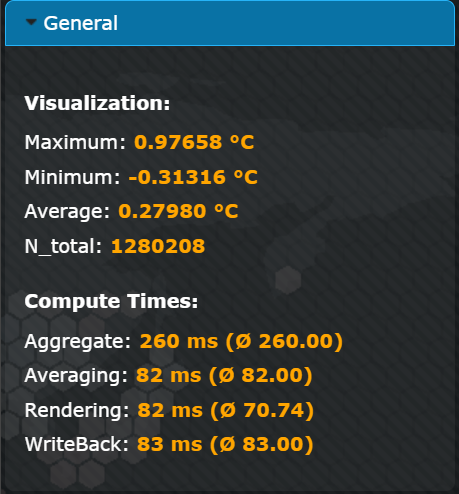 General
Visualization:
Maximum: 0.97658 °C
Minimum: -0.31316 °C
Average: 0.27980 °C
N_total: 1280208
Compute Times:
Aggregate: 260 ms (Ø 260.00)
Averaging: 82 ms (Ø 82.00)
Rendering: 82 ms (Ø 70.74)
WriteBack: 83 ms (Ø 83.00)